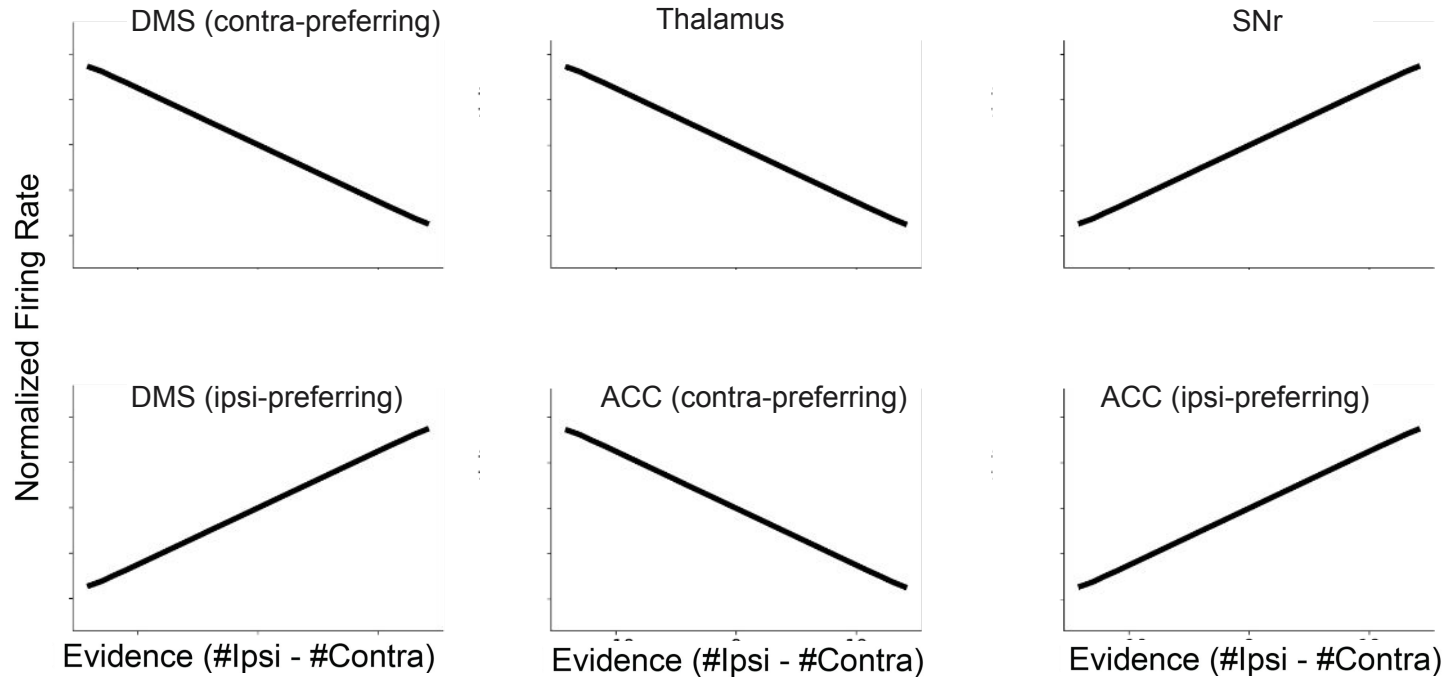 DMS (contra-preferring)
Thalamus
SNr
Normalized Firing Rate
DMS (ipsi-preferring)
ACC (contra-preferring)
ACC (ipsi-preferring)
Evidence (#Ipsi - #Contra)
Evidence (#Ipsi - #Contra)
Evidence (#Ipsi - #Contra)